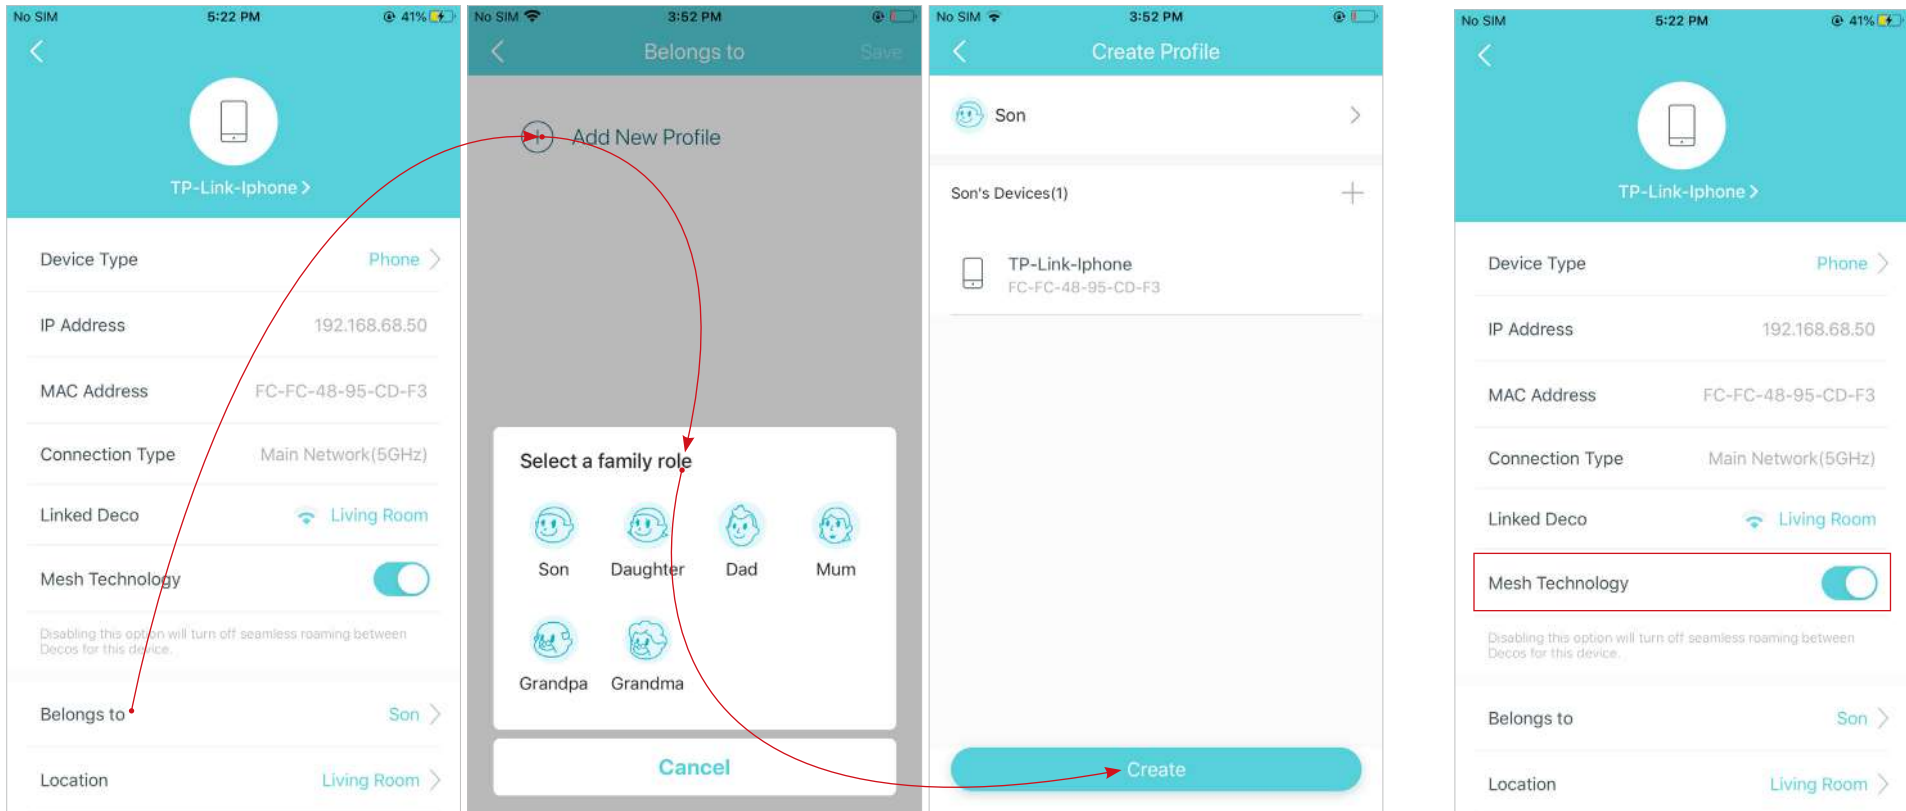 No SIM 5:22 PM 41%
TP-Link-Iphone >
Device Type Phone >
IP Address 192.168.68.50
MAC Address FC-FC-48-95-CD-F3
Connection Type Main Network(5GHz)
Linked Deco Living Room
Mesh Technology
Disabling this option will turn off seamless roaming between
Decos for this device.
Belongs to Son >
Location Living Room >
No SIM 3:52 PM
Belongs to Save
Add New Profile
Select a family role
Son Daughter Dad Mum
Grandpa Grandma
Cancel
No SIM 3:52 PM
Create Profile
Son >
Son's Devices(1) +
TP-Link-Iphone
FC-FC-48-95-CD-F3
Create
No SIM 5:22 PM 41%
TP-Link-Iphone >
Device Type Phone >
IP Address 192.168.68.50
MAC Address FC-FC-48-95-CD-F3
Connection Type Main Network(5GHz)
Linked Deco Living Room
Mesh Technology
Disabling this option will turn off seamless roaming between
Decos for this device.
Belongs to Son >
Location Living Room >